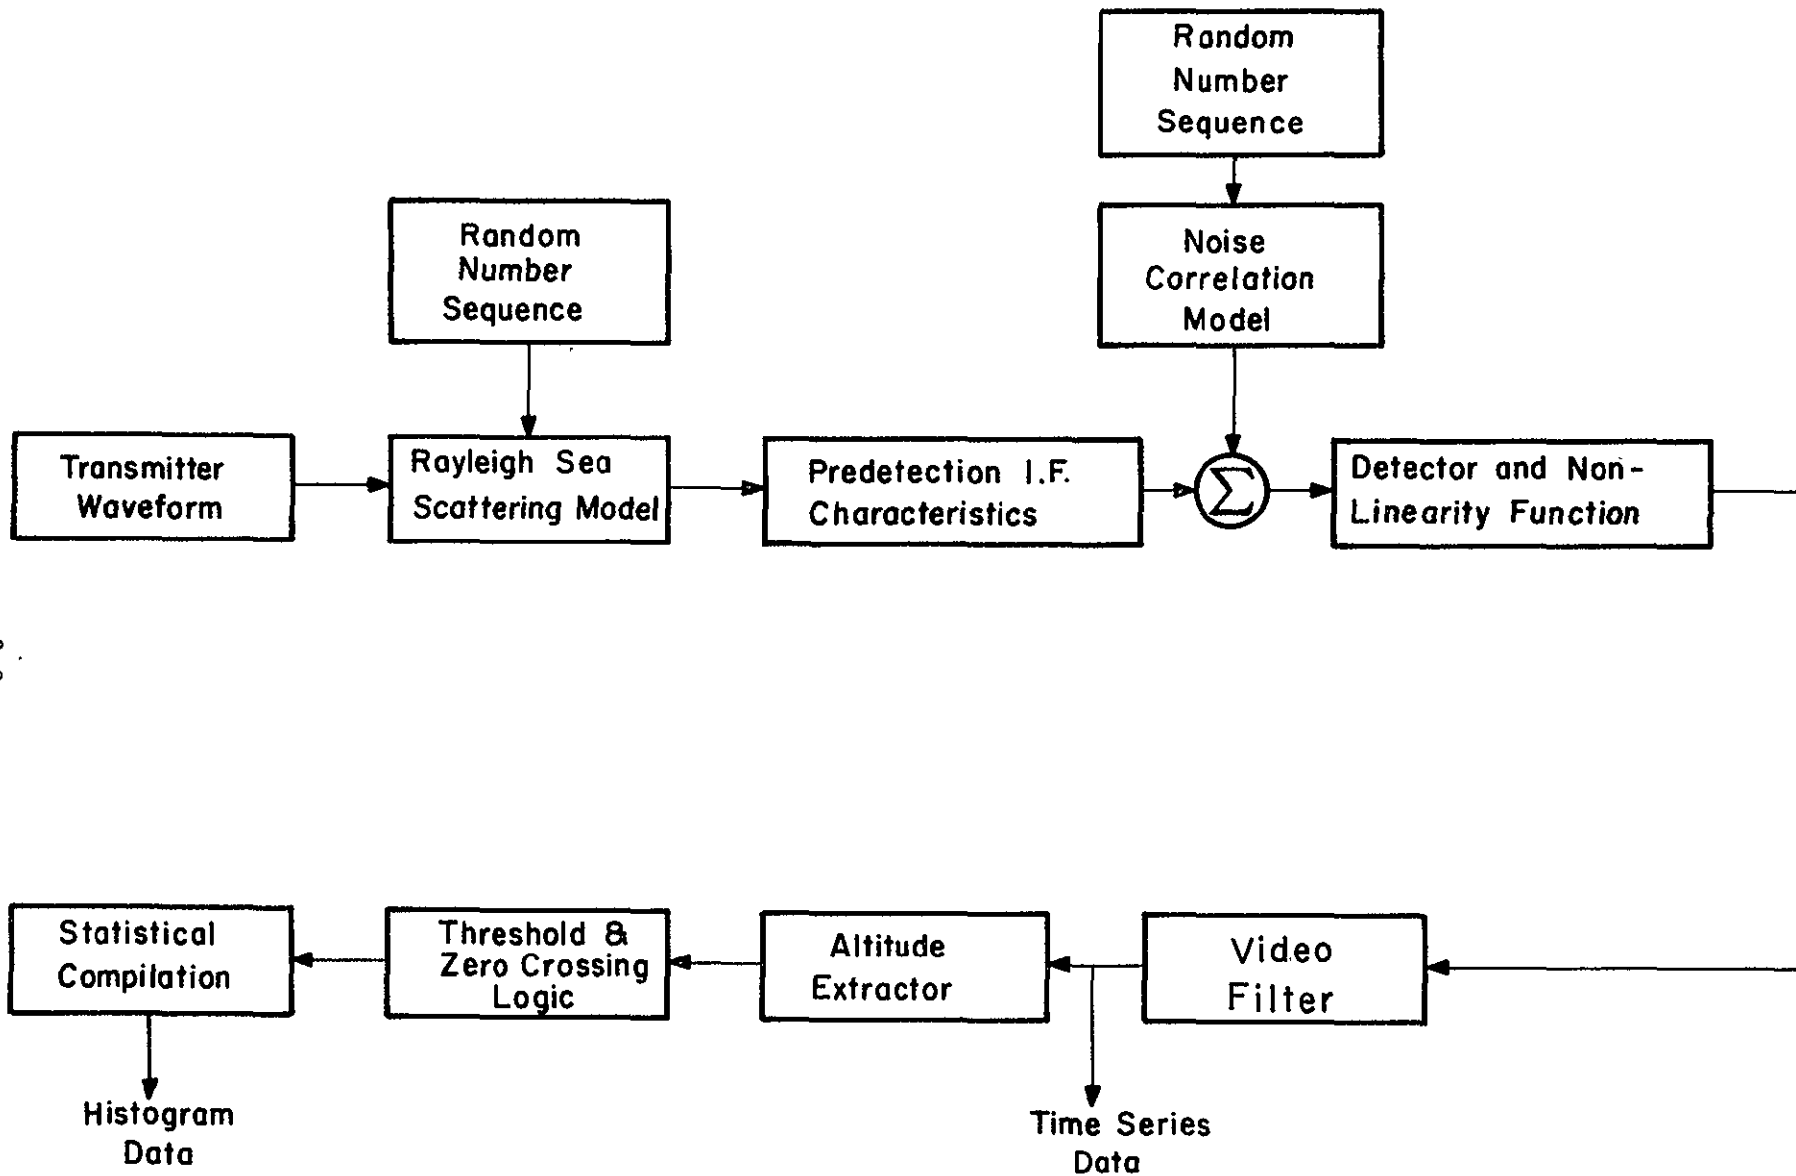 Random
Number
Sequence
Random
Number
Sequence
Noise
Correlation
Model
Transmitter
Waveform
Rayleigh Sea
Scattering Model
Predetection I.F.
Characteristics
Σ
Detector and Non-
Linearity Function
Statistical
Compilation
Threshold &
Zero Crossing
Logic
Altitude
Extractor
Video
Filter
Histogram
Data
Time Series
Data